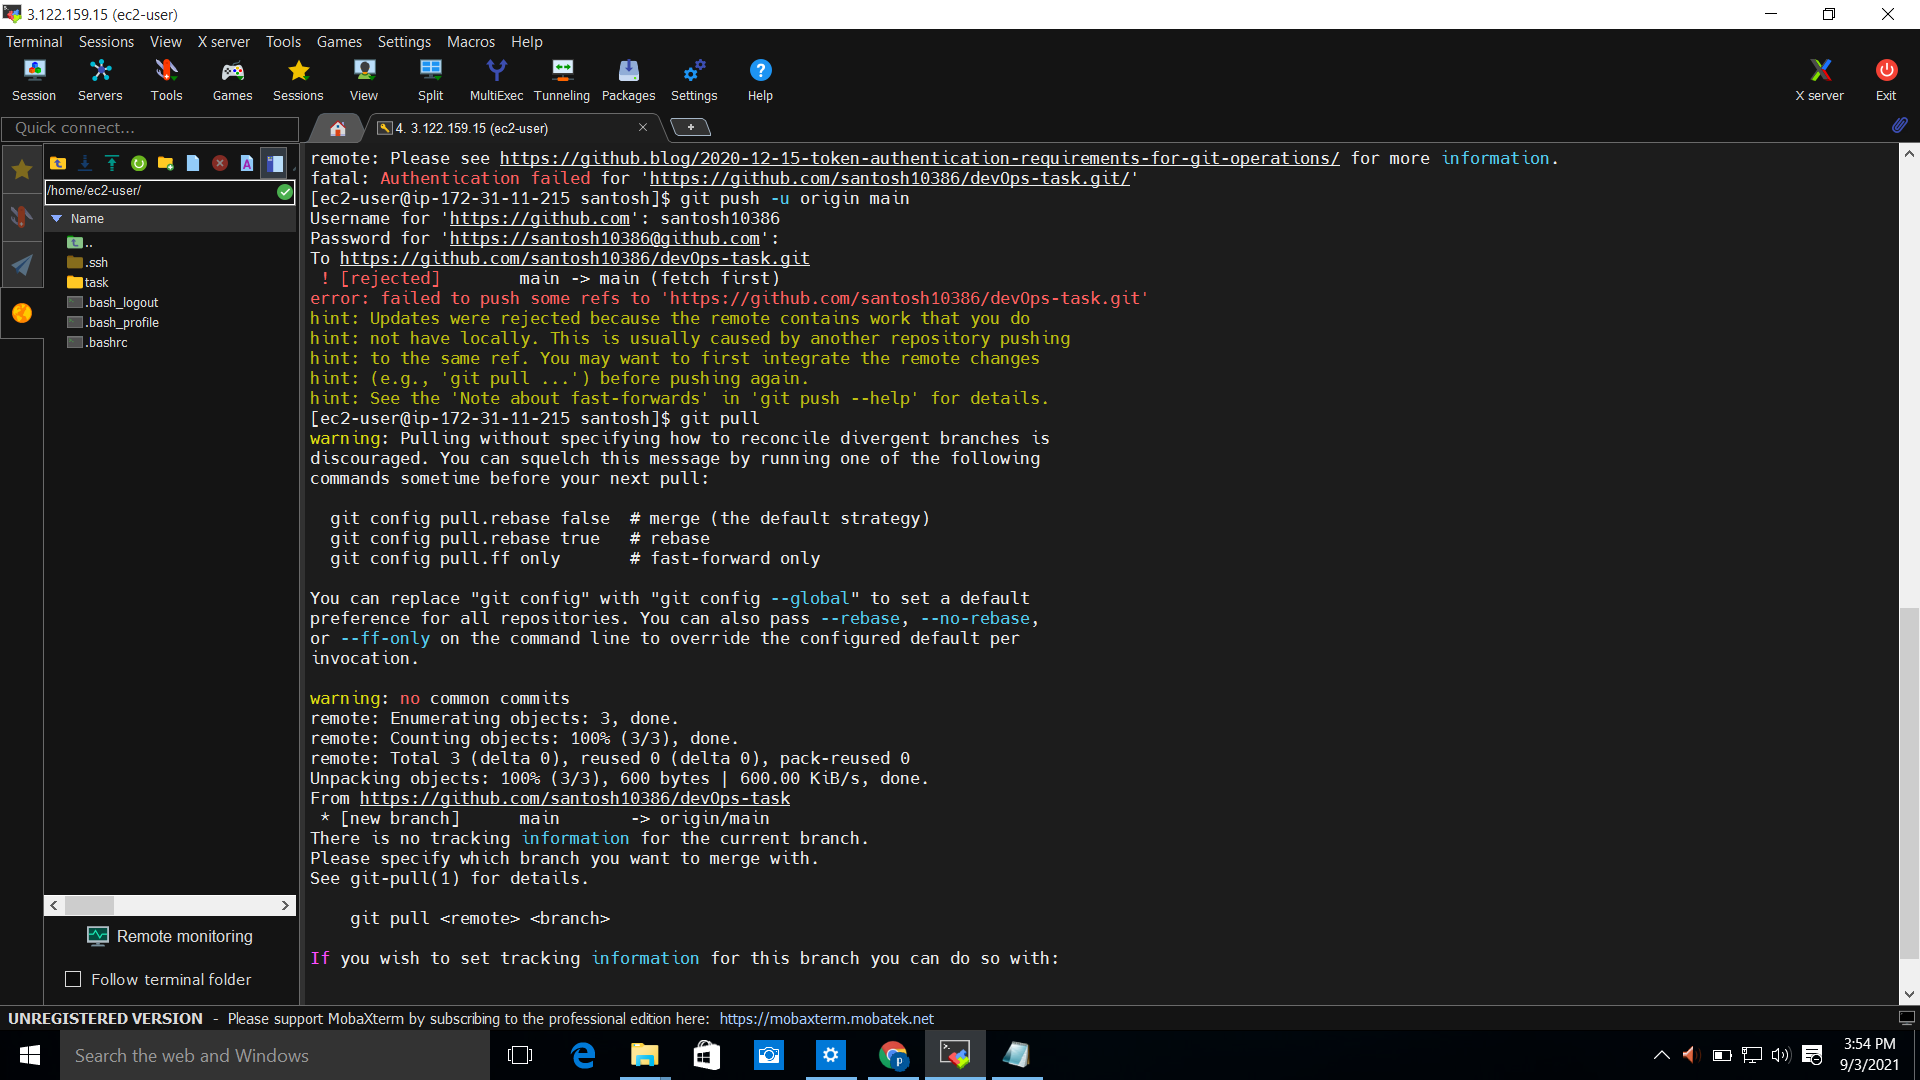 3.122.159.15 (ec2-user)
Terminal Sessions View X server Tools Games Settings Macros Help
Session Servers Tools Games Sessions View Split MultiExec Tunneling Packages Settings Help X server Exit
Quick connect...
4. 3.122.159.15 (ec2-user)
/home/ec2-user/
Name
..
.ssh
task
.bash_logout
.bash_profile
.bashrc
Remote monitoring
Follow terminal folder
remote: Please see https://github.blog/2020-12-15-token-authentication-requirements-for-git-operations/ for more information.
fatal: Authentication failed for 'https://github.com/santosh10386/devOps-task.git/'
[ec2-user@ip-172-31-11-215 santosh]$ git push -u origin main
Username for 'https://github.com': santosh10386
Password for 'https://santosh10386@github.com':
To https://github.com/santosh10386/devOps-task.git
 ! [rejected]        main -> main (fetch first)
error: failed to push some refs to 'https://github.com/santosh10386/devOps-task.git'
hint: Updates were rejected because the remote contains work that you do
hint: not have locally. This is usually caused by another repository pushing
hint: to the same ref. You may want to first integrate the remote changes
hint: (e.g., 'git pull ...') before pushing again.
hint: See the 'Note about fast-forwards' in 'git push --help' for details.
[ec2-user@ip-172-31-11-215 santosh]$ git pull
warning: Pulling without specifying how to reconcile divergent branches is
discouraged. You can squelch this message by running one of the following
commands sometime before your next pull:
  git config pull.rebase false  # merge (the default strategy)
  git config pull.rebase true   # rebase
  git config pull.ff only       # fast-forward only
You can replace "git config" with "git config --global" to set a default
preference for all repositories. You can also pass --rebase, --no-rebase,
or --ff-only on the command line to override the configured default per
invocation.
warning: no common commits
remote: Enumerating objects: 3, done.
remote: Counting objects: 100% (3/3), done.
remote: Total 3 (delta 0), reused 0 (delta 0), pack-reused 0
Unpacking objects: 100% (3/3), 600 bytes | 600.00 KiB/s, done.
From https://github.com/santosh10386/devOps-task
 * [new branch]      main       -> origin/main
There is no tracking information for the current branch.
Please specify which branch you want to merge with.
See git-pull(1) for details.
    git pull <remote> <branch>
If you wish to set tracking information for this branch you can do so with:
UNREGISTERED VERSION - Please support MobaXterm by subscribing to the professional edition here: https://mobaxterm.mobatek.net
Search the web and Windows
3:54 PM
9/3/2021